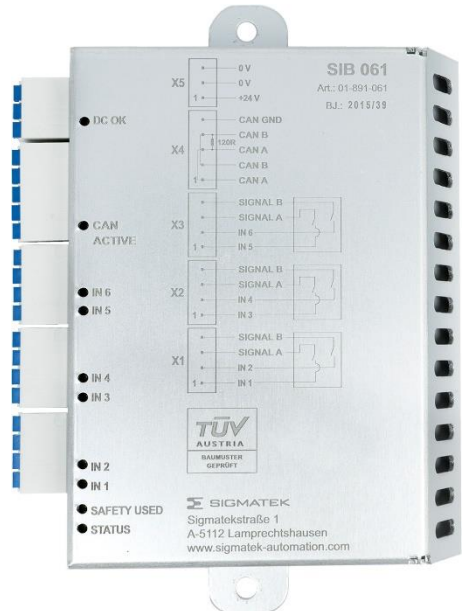 SIB 061
Art.: 01-891-061
BJ.: 2015/39
X5
0 V
0 V
1 +24 V
DC OK
X4
CAN GND
CAN B
120R
CAN A
CAN B
1 CAN A
CAN ACTIVE
X3
SIGNAL B
SIGNAL A
IN 6
1 IN 5
IN 6
IN 5
X2
SIGNAL B
SIGNAL A
IN 4
1 IN 3
IN 4
IN 3
X1
SIGNAL B
SIGNAL A
IN 2
1 IN 1
TÜV
AUSTRIA
BAUMUSTER
GEPRÜFT
IN 2
IN 1
SAFETY USED
STATUS
SIGMATEK
Sigmatekstraße 1
A-5112 Lamprechtshausen
www.sigmatek-automation.com